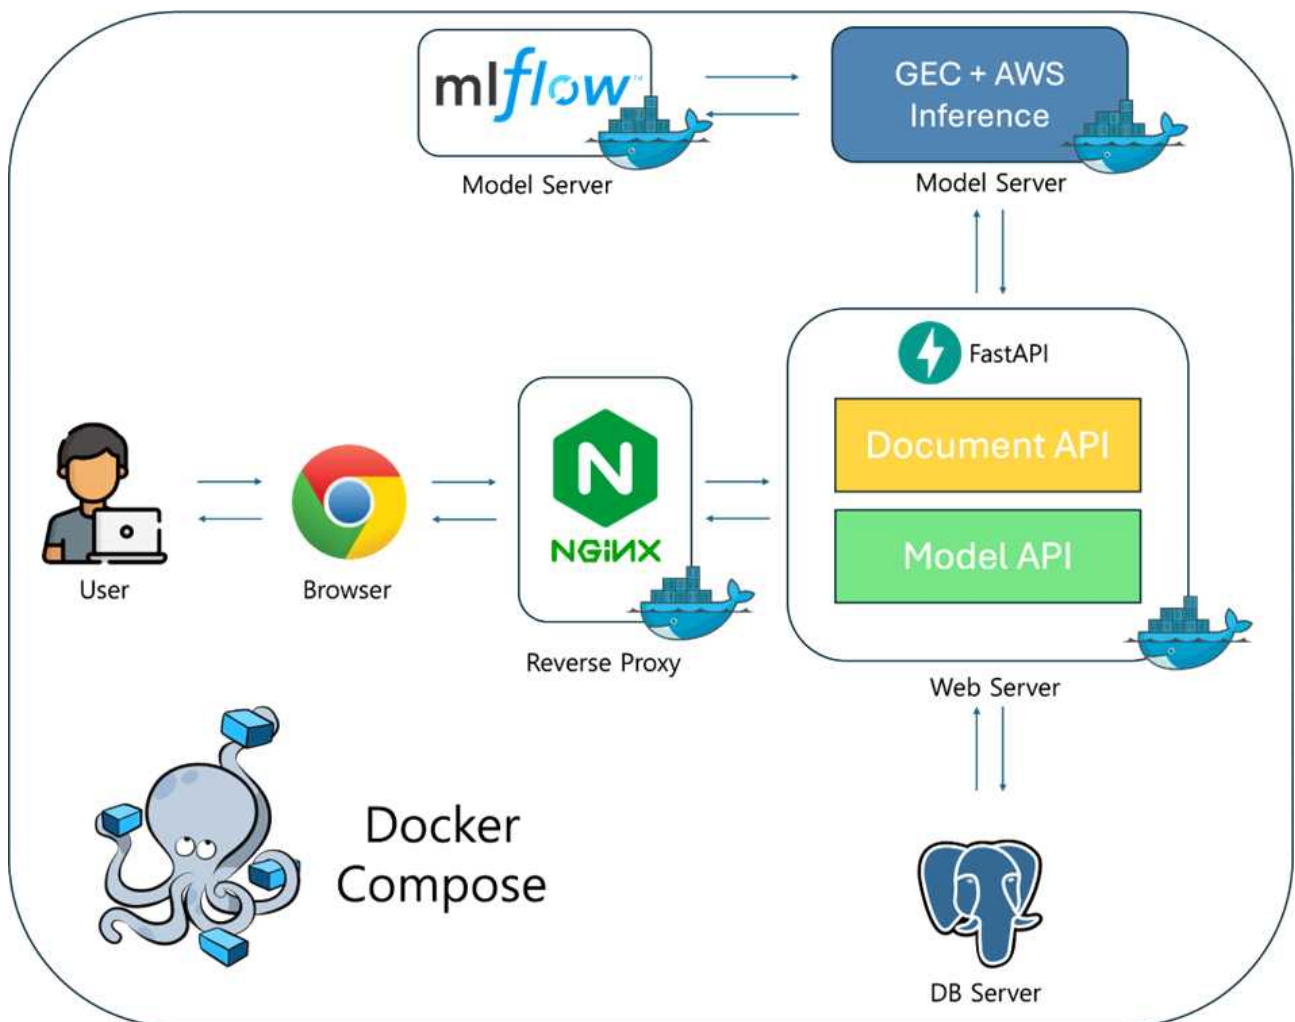 mlflow™
GEC + AWS
Inference
Model Server
Model Server
FastAPI
Document API
Model API
NGINX
User
Browser
Reverse Proxy
Web Server
Docker
Compose
DB Server